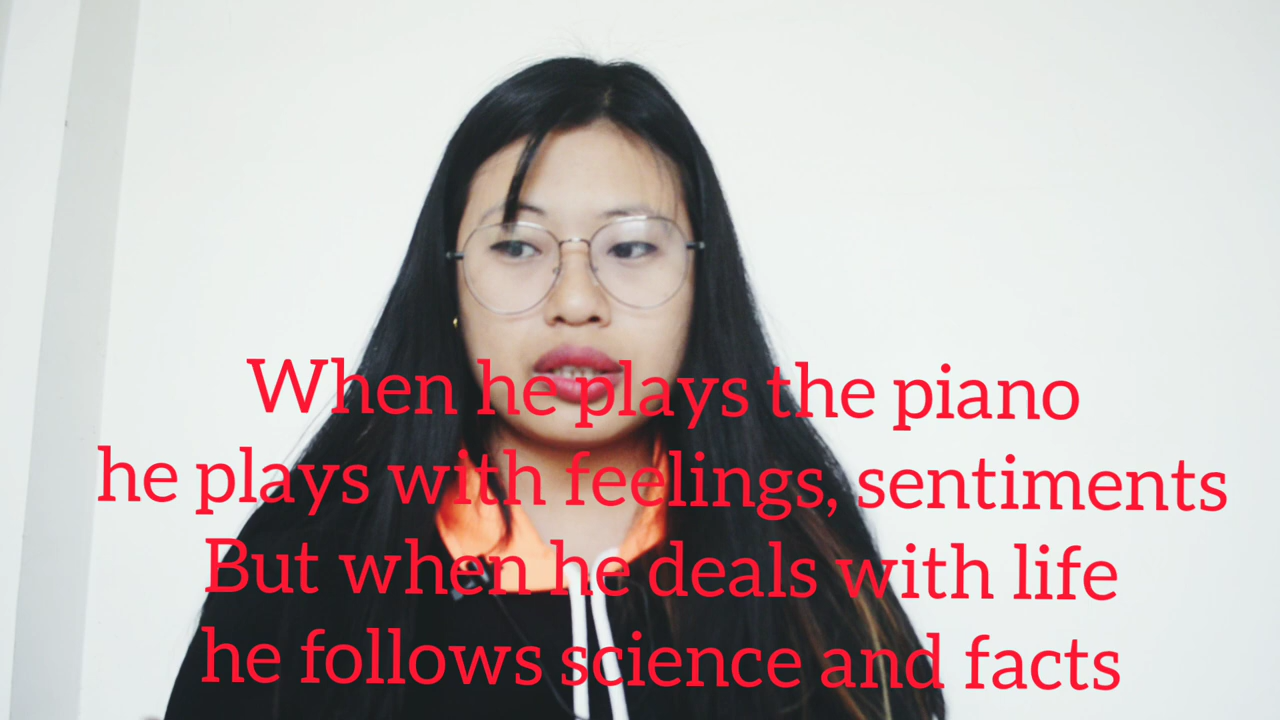 When he plays the piano
he plays with feelings, sentiments
But when he deals with life
he follows science and facts